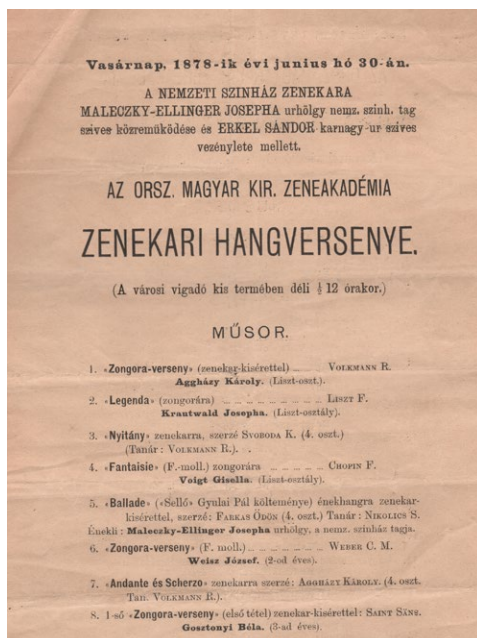 Vasárnap, 1878-ik évi junius hó 30-án.
A NEMZETI SZINHÁZ ZENEKARA
MALECZKY-ELLINGER JOSEPHA urhölgy nemz. szinh. tag
szives közremüködése és ERKEL SÁNDOR karnagy-ur szives
vezénylete mellett.
AZ ORSZ. MAGYAR KIR. ZENEAKADÉMIA
ZENEKARI HANGVERSENYE.
(A városi vigadó kis termében déli ½ 12 órakor.)
MŰSOR.
1. «Zongora-verseny» (zenekar-kisérettel) — — VOLKMANN R.
Aggházy Károly. (Liszt-oszt.).
2. «Legenda» (zongorára) — — — — — — — LISZT F.
Krautwald Josepha. (Liszt-osztály).
3. «Nyitány» zenekarra, szerzé SVOBODA K. (4. oszt.)
(Tanár: VOLKMANN R.).
4. «Fantaisie» (F.-moll.) zongorára — — — — — CHOPIN F.
Voigt Gisella. (Liszt-osztály).
5. «Ballade» («Sellő» Gyulai Pál költeménye) énekhangra zenekar-
kisérettel, szerzé: FARKAS ÖDÖN (4. oszt.) Tanár: NIKOLICS S.
Énekli: Maleczky-Ellinger Josepha urhölgy, a nemz. szinház tagja.
6. «Zongora-verseny» (F. moll.) — — — — — WEBER C. M.
Weisz József. (2-od éves).
7. «Andante és Scherzo» zenekarra szerzé: AGGHÁZY KÁROLY. (4. oszt.
TAN. VOLKMANN R.).
8. 1-ső «Zongora-verseny» (első tétel) zenekar-kisérettel: SAINT SÄNS.
Gosztonyi Béla. (3-ad éves).